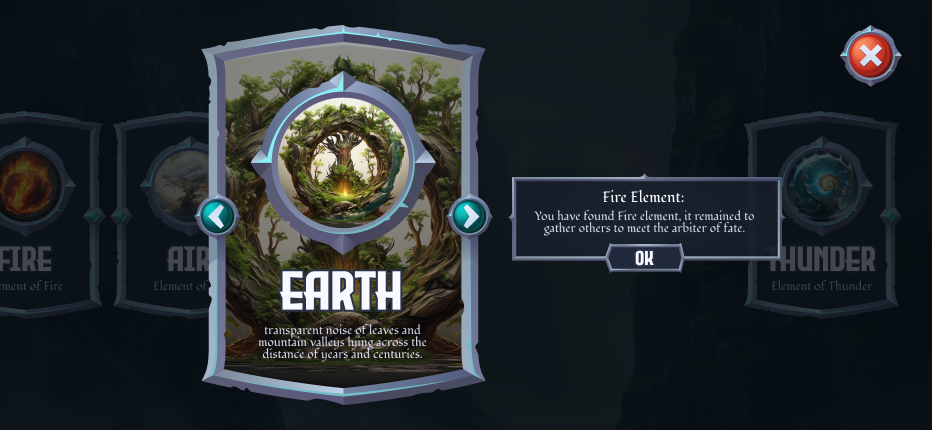 EARTH
transparent noise of leaves and
mountain valleys lying across the
distance of years and centuries.
Fire Element:
You have found Fire element, it remained to
gather others to meet the arbiter of fate.
OK
FIRE
ement of Fire
AIR
Element of
THUNDER
Element of Thunder